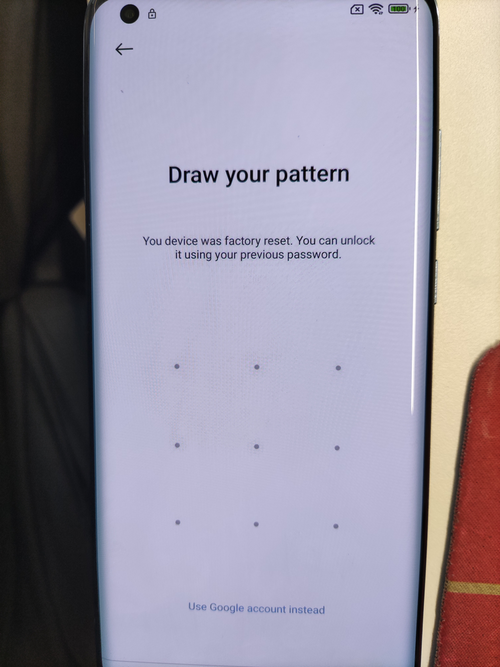 100
Draw your pattern
You device was factory reset. You can unlock
it using your previous password.
Use Google account instead